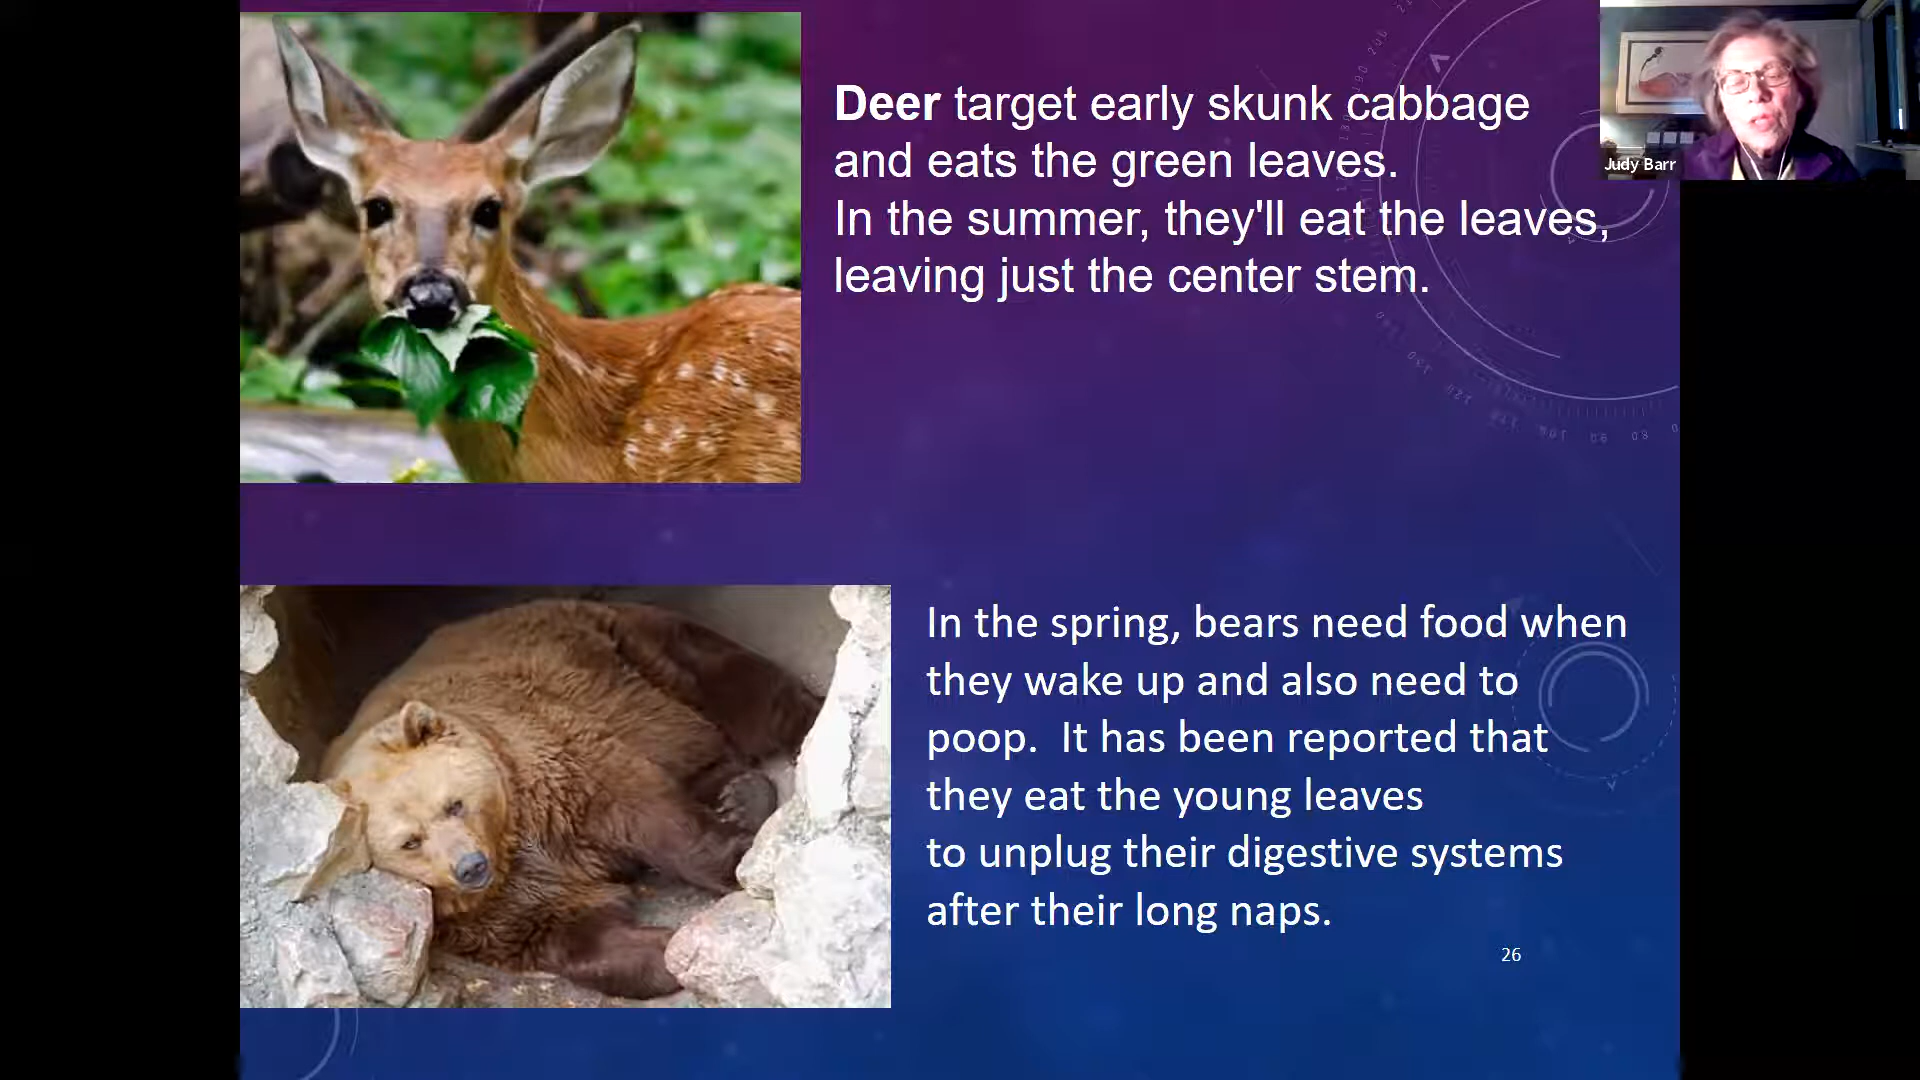 Deer target early skunk cabbage
and eats the green leaves.
In the summer, they'll eat the leaves,
leaving just the center stem.
Judy Barr
In the spring, bears need food when
they wake up and also need to
poop.  It has been reported that
they eat the young leaves
to unplug their digestive systems
after their long naps.
26